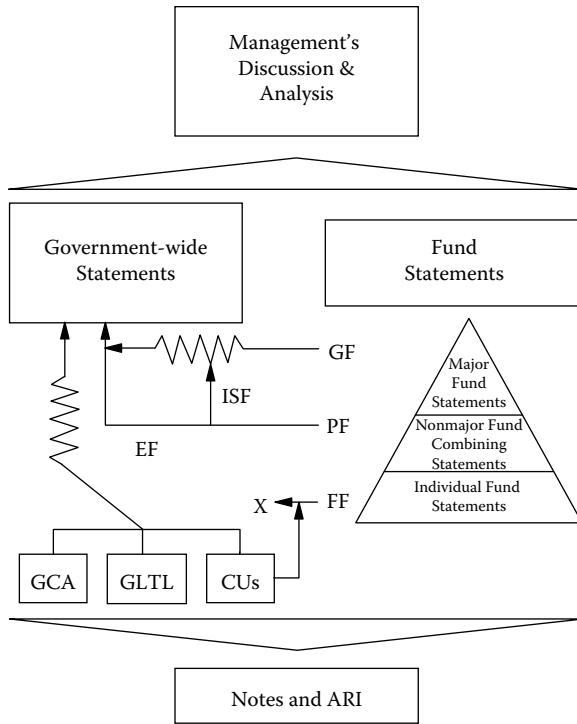 Management's
Discussion &
Analysis
Government-wide
Statements
Fund
Statements
GF
ISF
PF
EF
X
FF
Major
Fund
Statements
Nonmajor Fund
Combining
Statements
Individual Fund
Statements
GCA
GLTL
CUs
Notes and ARI